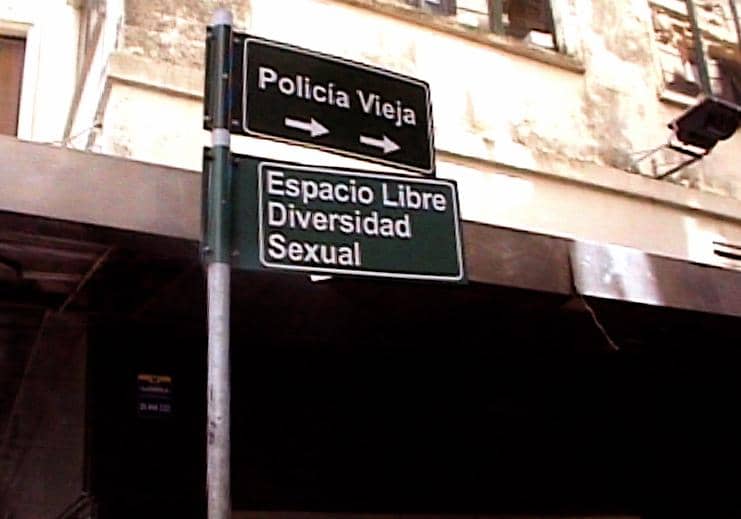 Policía Vieja
Espacio Libre
Diversidad
Sexual